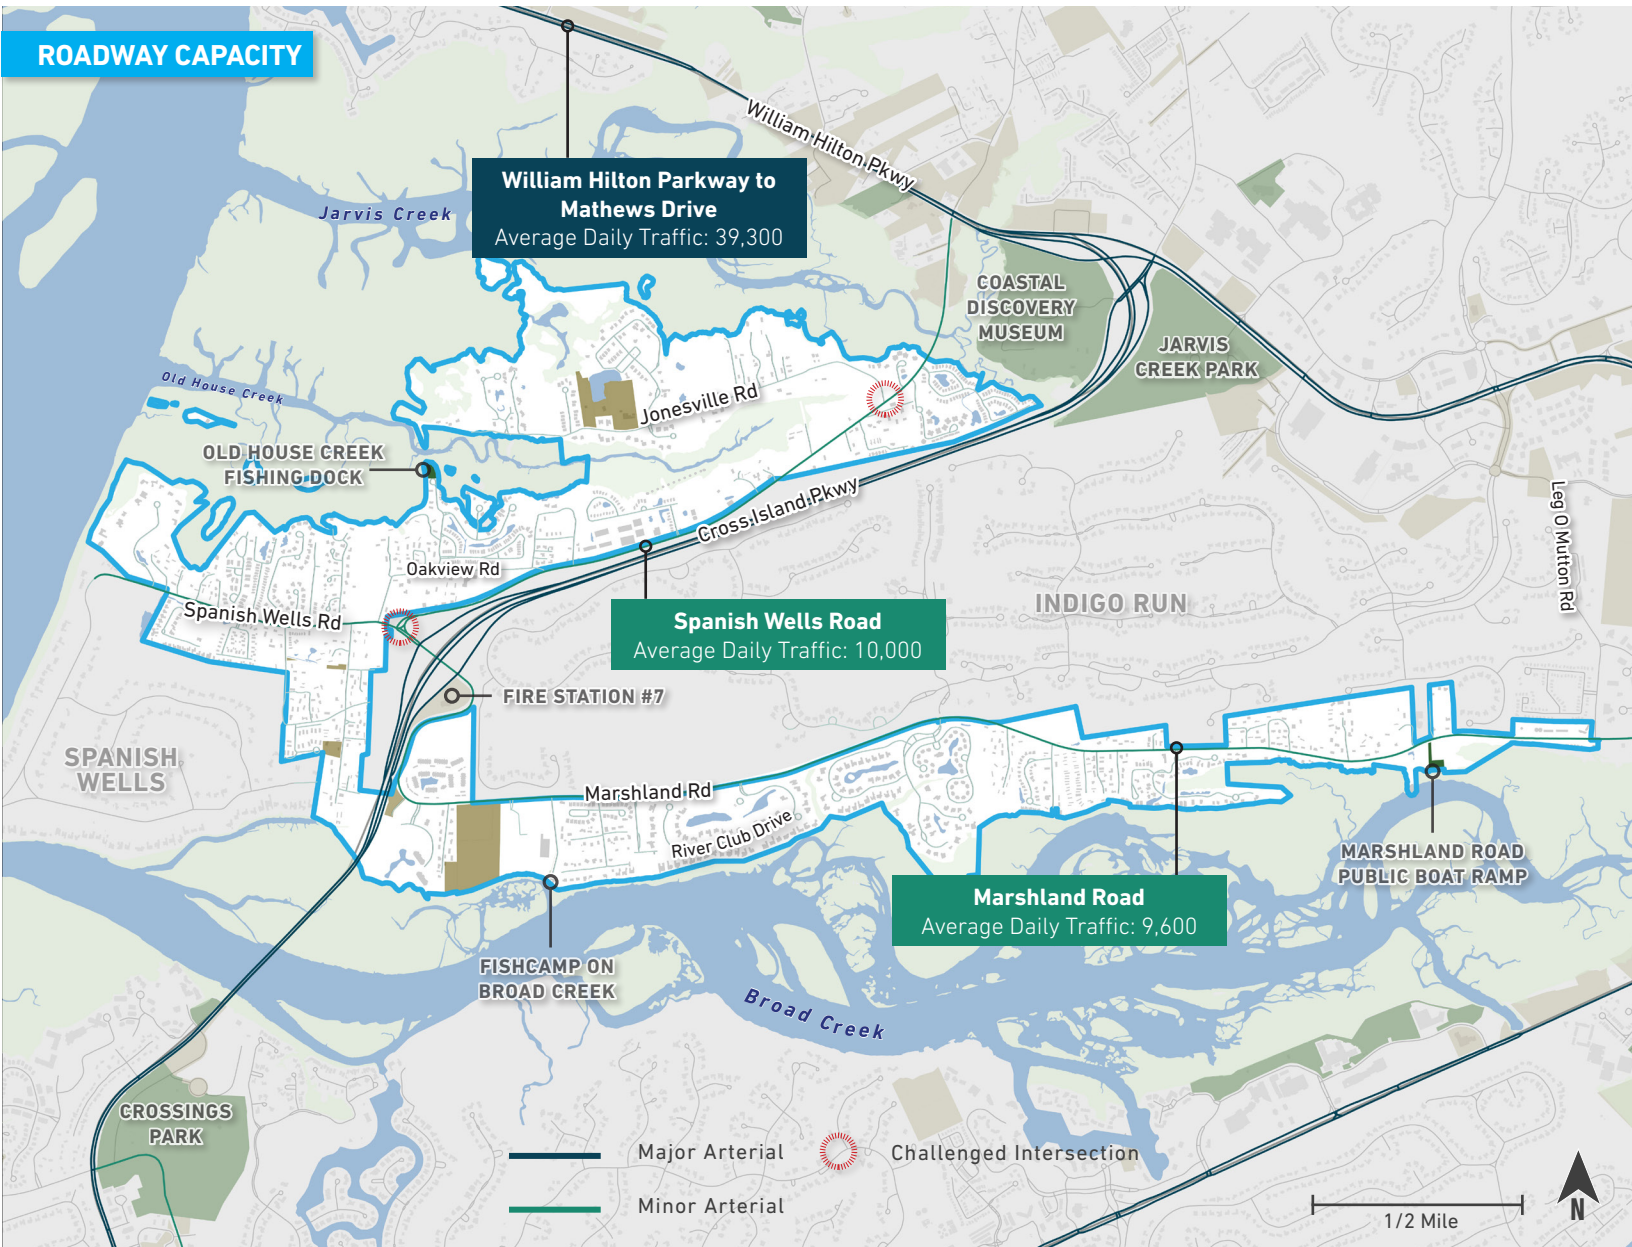 ROADWAY CAPACITY
William Hilton Pkwy
William Hilton Parkway to
Mathews Drive
Average Daily Traffic: 39,300
Jarvis Creek
COASTAL
DISCOVERY
MUSEUM
JARVIS
CREEK PARK
Old House Creek
Jonesville Rd
OLD HOUSE CREEK
FISHING DOCK
Cross Island Pkwy
Leg O Mutton Rd
Oakview Rd
Spanish Wells Rd
INDIGO RUN
Spanish Wells Road
Average Daily Traffic: 10,000
FIRE STATION #7
SPANISH
WELLS
Marshland Rd
River Club Drive
MARSHLAND ROAD
PUBLIC BOAT RAMP
Marshland Road
Average Daily Traffic: 9,600
FISHCAMP ON
BROAD CREEK
Broad Creek
CROSSINGS
PARK
Major Arterial
Challenged Intersection
Minor Arterial
1/2 Mile
N